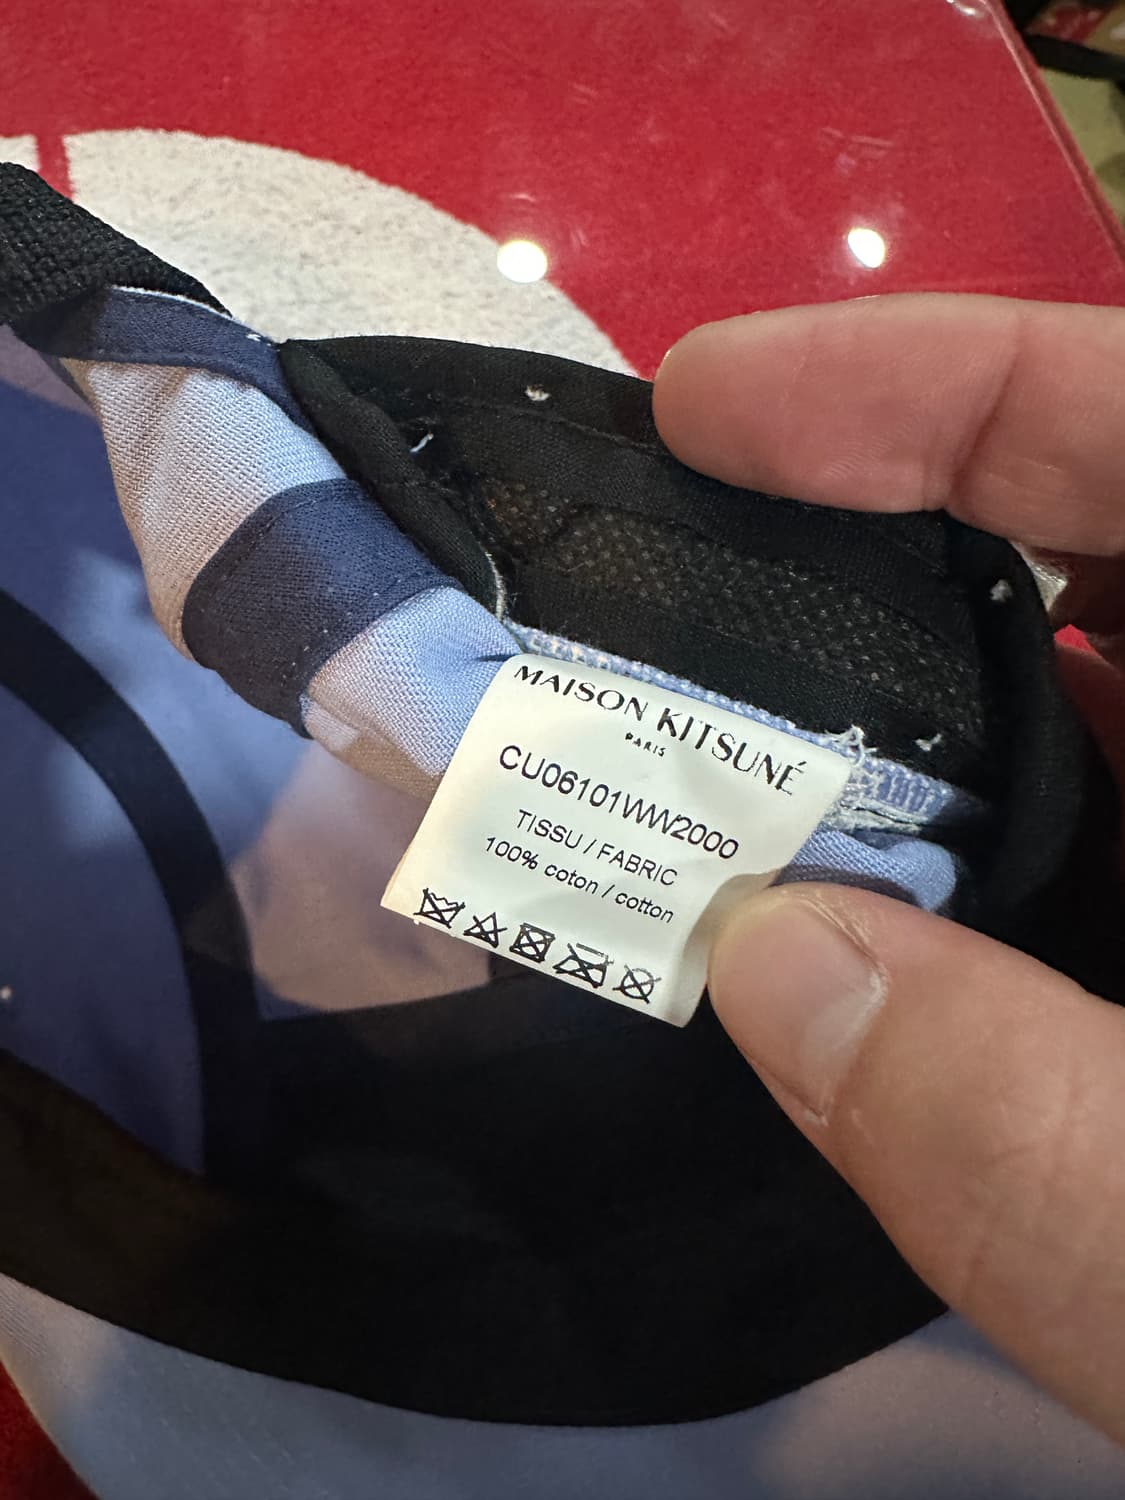 MAISON KITSUNÉ
PARIS
CU06101WW2000
TISSU / FABRIC
100% coton / cotton